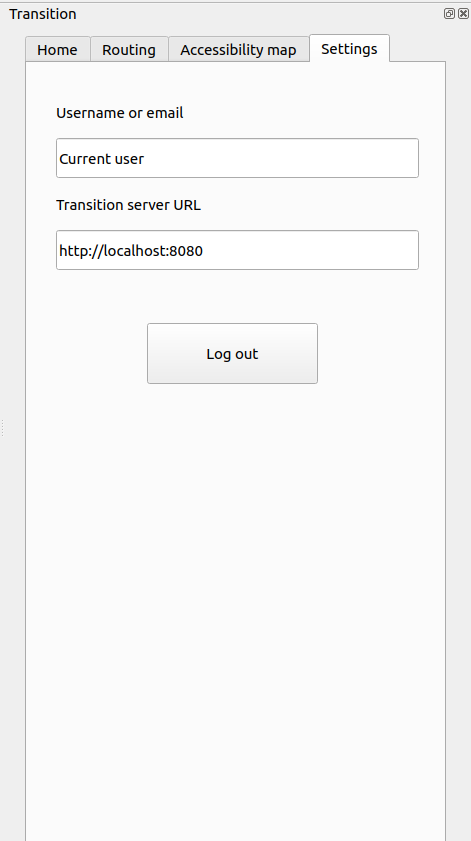 Transition
Home Routing Accessibility map Settings
Username or email
Current user
Transition server URL
http://localhost:8080
Log out